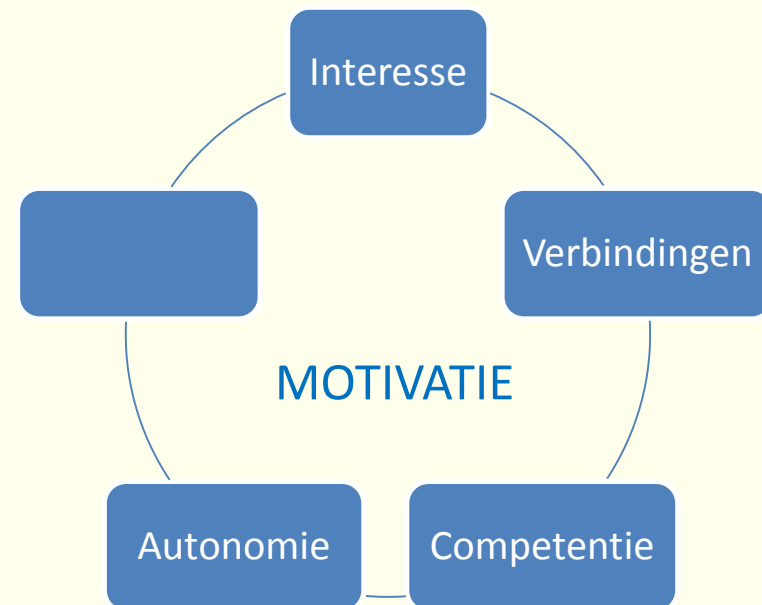 Interesse
Verbindingen
MOTIVATIE
Autonomie
Competentie